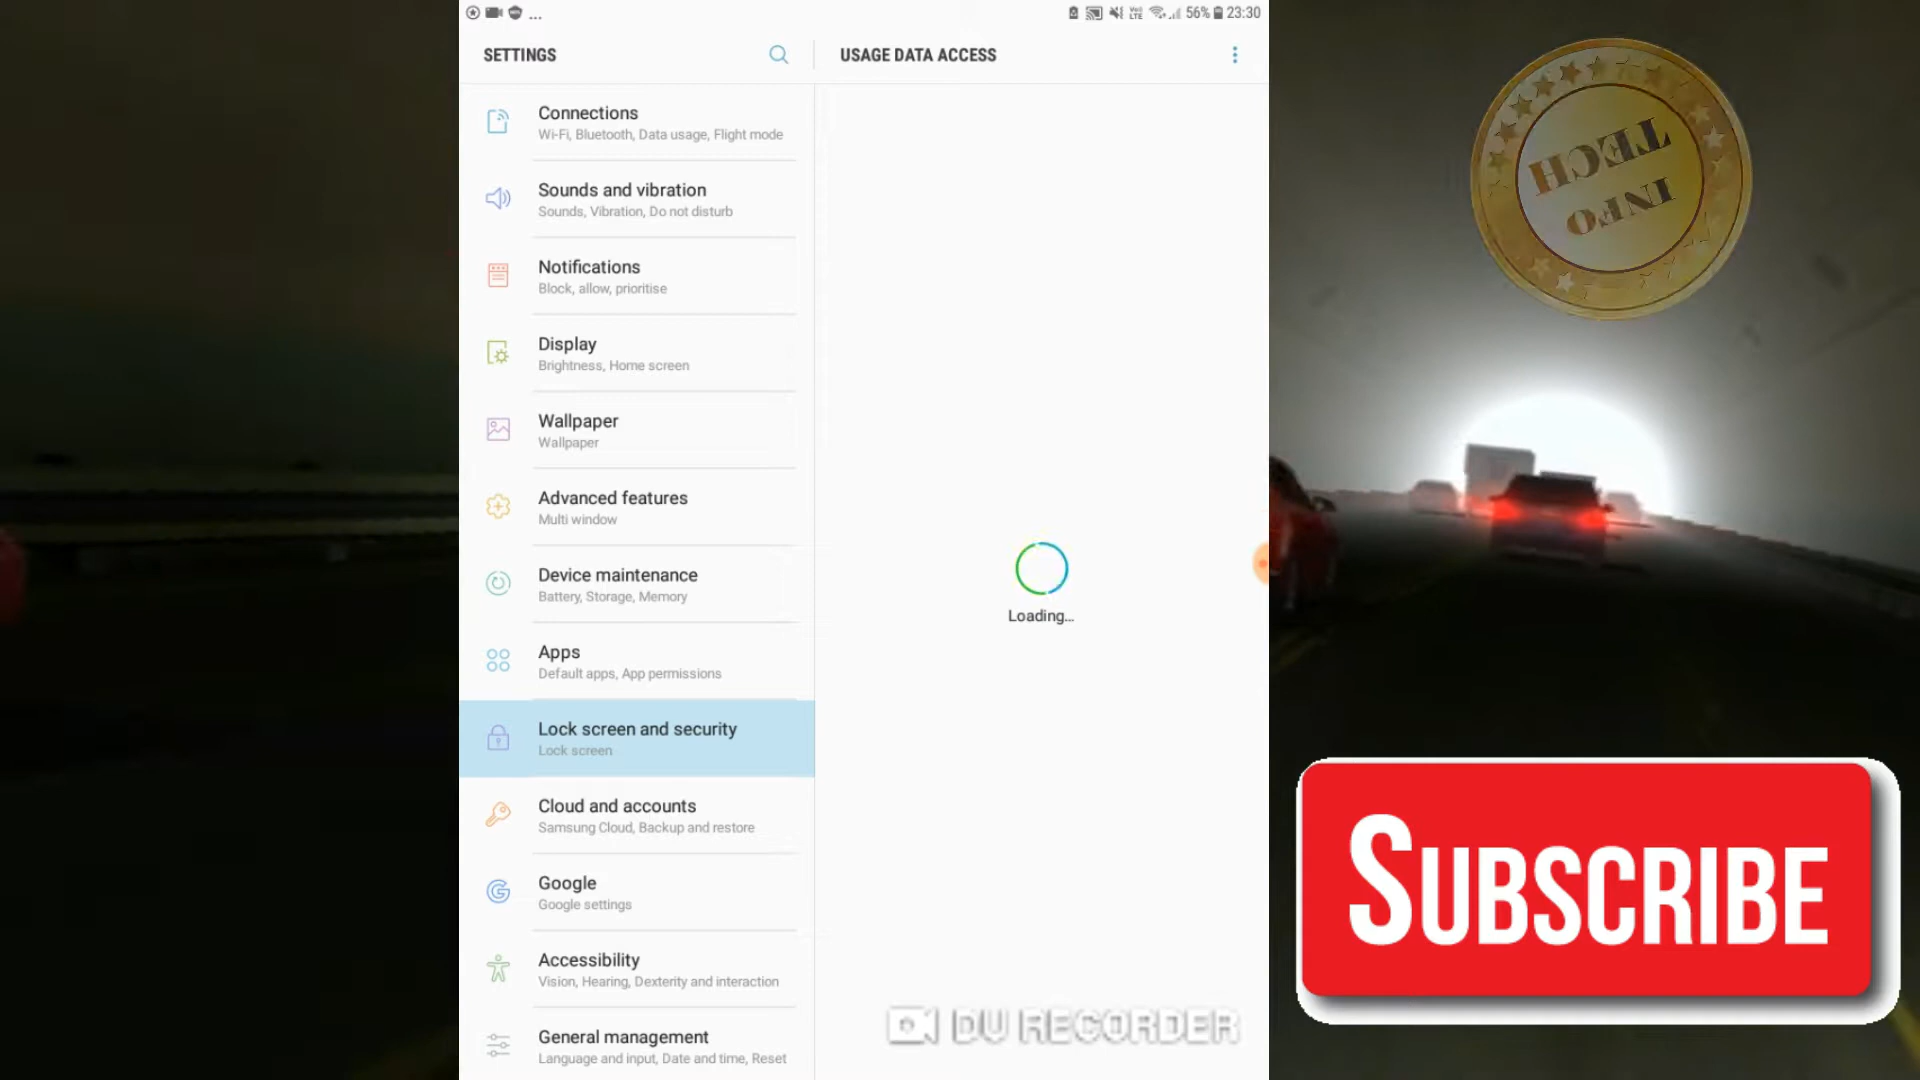 ...
56% 23:30
SETTINGS
USAGE DATA ACCESS
Connections
Wi-Fi, Bluetooth, Data usage, Flight mode
Sounds and vibration
Sounds, Vibration, Do not disturb
Notifications
Block, allow, prioritise
Display
Brightness, Home screen
Wallpaper
Wallpaper
Advanced features
Multi window
Device maintenance
Battery, Storage, Memory
Apps
Default apps, App permissions
Lock screen and security
Lock screen
Cloud and accounts
Samsung Cloud, Backup and restore
Google
Google settings
Accessibility
Vision, Hearing, Dexterity and interaction
General management
Language and input, Date and time, Reset
Loading...
DU RECORDER
TECH
INFO
SUBSCRIBE